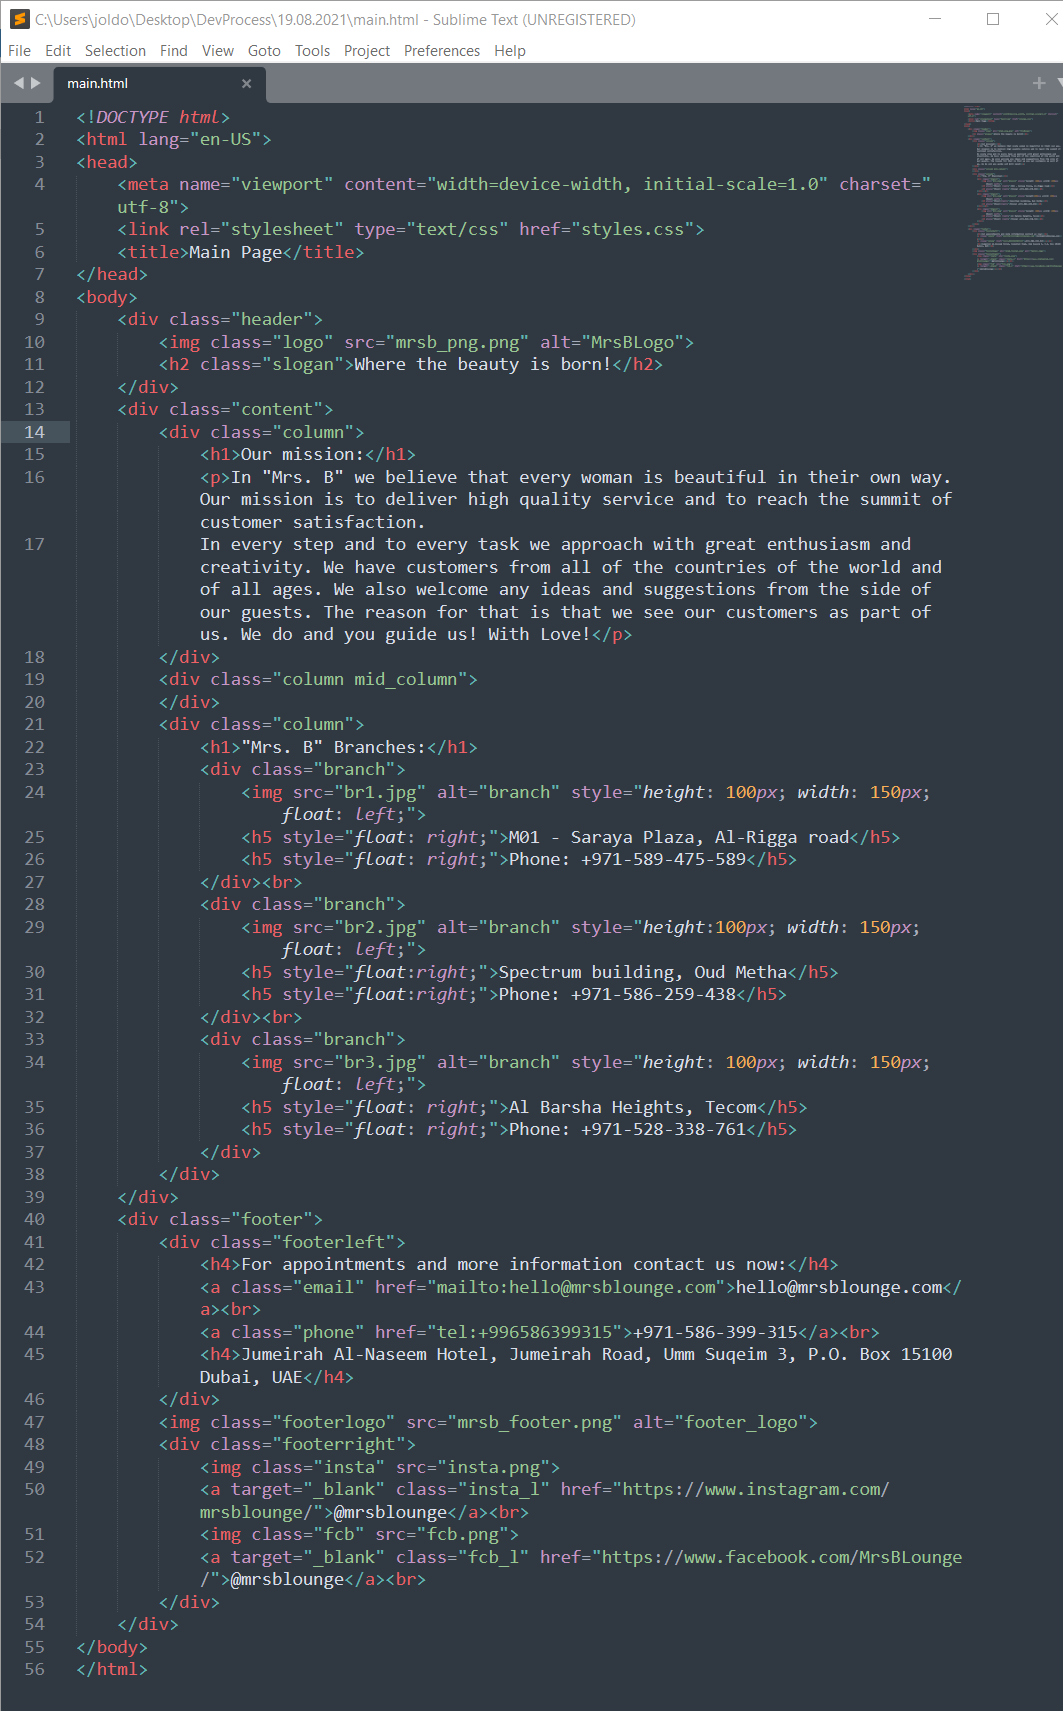 C:\Users\joldo\Desktop\DevProcess\19.08.2021\main.html - Sublime Text (UNREGISTERED)
File Edit Selection Find View Goto Tools Project Preferences Help
main.html
1 <!DOCTYPE html>
2 <html lang="en-US">
3 <head>
4 <meta name="viewport" content="width=device-width, initial-scale=1.0" charset="
utf-8">
5 <link rel="stylesheet" type="text/css" href="styles.css">
6 <title>Main Page</title>
7 </head>
8 <body>
9 <div class="header">
10 <img class="logo" src="mrsb_png.png" alt="MrsBLogo">
11 <h2 class="slogan">Where the beauty is born!</h2>
12 </div>
13 <div class="content">
14 <div class="column">
15 <h1>Our mission:</h1>
16 <p>In "Mrs. B" we believe that every woman is beautiful in their own way.
Our mission is to deliver high quality service and to reach the summit of
customer satisfaction.
17 In every step and to every task we approach with great enthusiasm and
creativity. We have customers from all of the countries of the world and
of all ages. We also welcome any ideas and suggestions from the side of
our guests. The reason for that is that we see our customers as part of
us. We do and you guide us! With Love!</p>
18 </div>
19 <div class="column mid_column">
20 </div>
21 <div class="column">
22 <h1>"Mrs. B" Branches:</h1>
23 <div class="branch">
24 <img src="br1.jpg" alt="branch" style="height: 100px; width: 150px;
float: left;">
25 <h5 style="float: right;">M01 - Saraya Plaza, Al-Rigga road</h5>
26 <h5 style="float: right;">Phone: +971-589-475-589</h5>
27 </div><br>
28 <div class="branch">
29 <img src="br2.jpg" alt="branch" style="height:100px; width: 150px;
float: left;">
30 <h5 style="float:right;">Spectrum building, Oud Metha</h5>
31 <h5 style="float:right;">Phone: +971-586-259-438</h5>
32 </div><br>
33 <div class="branch">
34 <img src="br3.jpg" alt="branch" style="height: 100px; width: 150px;
float: left;">
35 <h5 style="float: right;">Al Barsha Heights, Tecom</h5>
36 <h5 style="float: right;">Phone: +971-528-338-761</h5>
37 </div>
38 </div>
39 </div>
40 <div class="footer">
41 <div class="footerleft">
42 <h4>For appointments and more information contact us now:</h4>
43 <a class="email" href="mailto:hello@mrsblounge.com">hello@mrsblounge.com</
a><br>
44 <a class="phone" href="tel:+996586399315">+971-586-399-315</a><br>
45 <h4>Jumeirah Al-Naseem Hotel, Jumeirah Road, Umm Suqeim 3, P.O. Box 15100
Dubai, UAE</h4>
46 </div>
47 <img class="footerlogo" src="mrsb_footer.png" alt="footer_logo">
48 <div class="footerright">
49 <img class="insta" src="insta.png">
50 <a target="_blank" class="insta_l" href="https://www.instagram.com/
mrsblounge/">@mrsblounge</a><br>
51 <img class="fcb" src="fcb.png">
52 <a target="_blank" class="fcb_l" href="https://www.facebook.com/MrsBLounge
/">@mrsblounge</a><br>
53 </div>
54 </div>
55 </body>
56 </html>